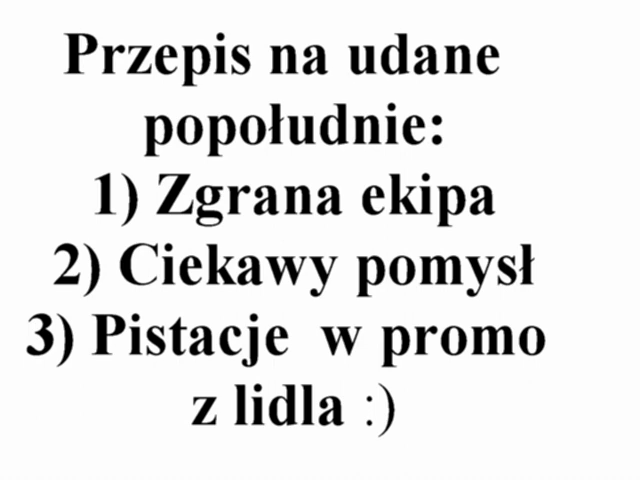 Przepis na udane
popołudnie:
1) Zgrana ekipa
2) Ciekawy pomysł
3) Pistacje  w promo
z lidla :)